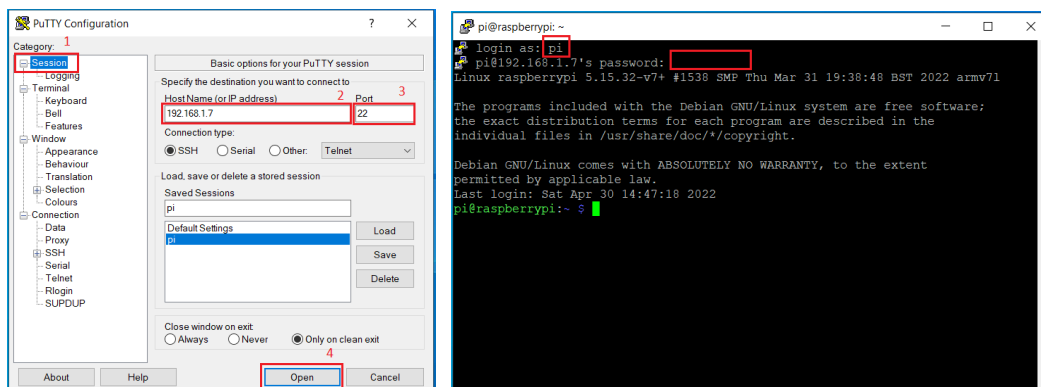 PuTTY Configuration ? ×
Category:
1
Session
Logging
Terminal
Keyboard
Bell
Features
Window
Appearance
Behaviour
Translation
Selection
Colours
Connection
Data
Proxy
SSH
Serial
Telnet
Rlogin
SUPDUP
Basic options for your PuTTY session
Specify the destination you want to connect to
Host Name (or IP address) 2 Port 3
192.168.1.7 22
Connection type:
SSH Serial Other: Telnet
Load, save or delete a stored session
Saved Sessions
pi
Default Settings
pi
Load
Save
Delete
Close window on exit:
Always Never Only on clean exit
4
About Help Open Cancel
pi@raspberrypi: ~
login as: pi
pi@192.168.1.7's password:
Linux raspberrypi 5.15.32-v7+ #1538 SMP Thu Mar 31 19:38:48 BST 2022 armv7l
The programs included with the Debian GNU/Linux system are free software;
the exact distribution terms for each program are described in the
individual files in /usr/share/doc/*/copyright.
Debian GNU/Linux comes with ABSOLUTELY NO WARRANTY, to the extent
permitted by applicable law.
Last login: Sat Apr 30 14:47:18 2022
pi@raspberrypi:~ $